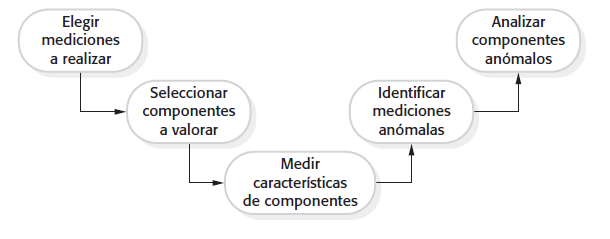 Elegir
mediciones
a realizar
Seleccionar
componentes
a valorar
Medir
características
de componentes
Identificar
mediciones
anómalas
Analizar
componentes
anómalos